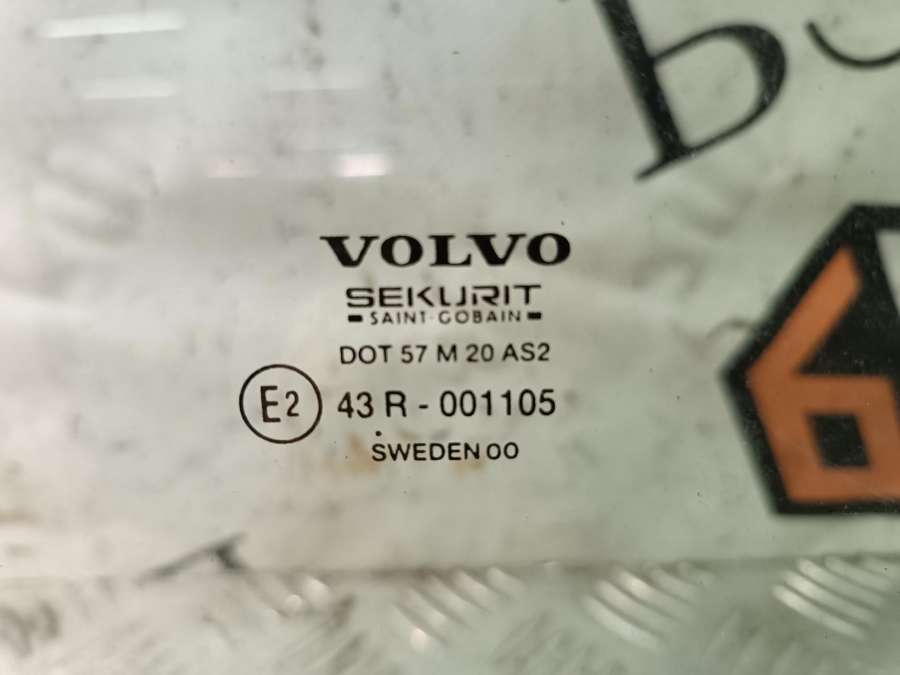 VOLVO
SEKURIT
SAINT-GOBAIN
DOT 57 M 20 AS2
E2 43 R - 001105
SWEDEN 00